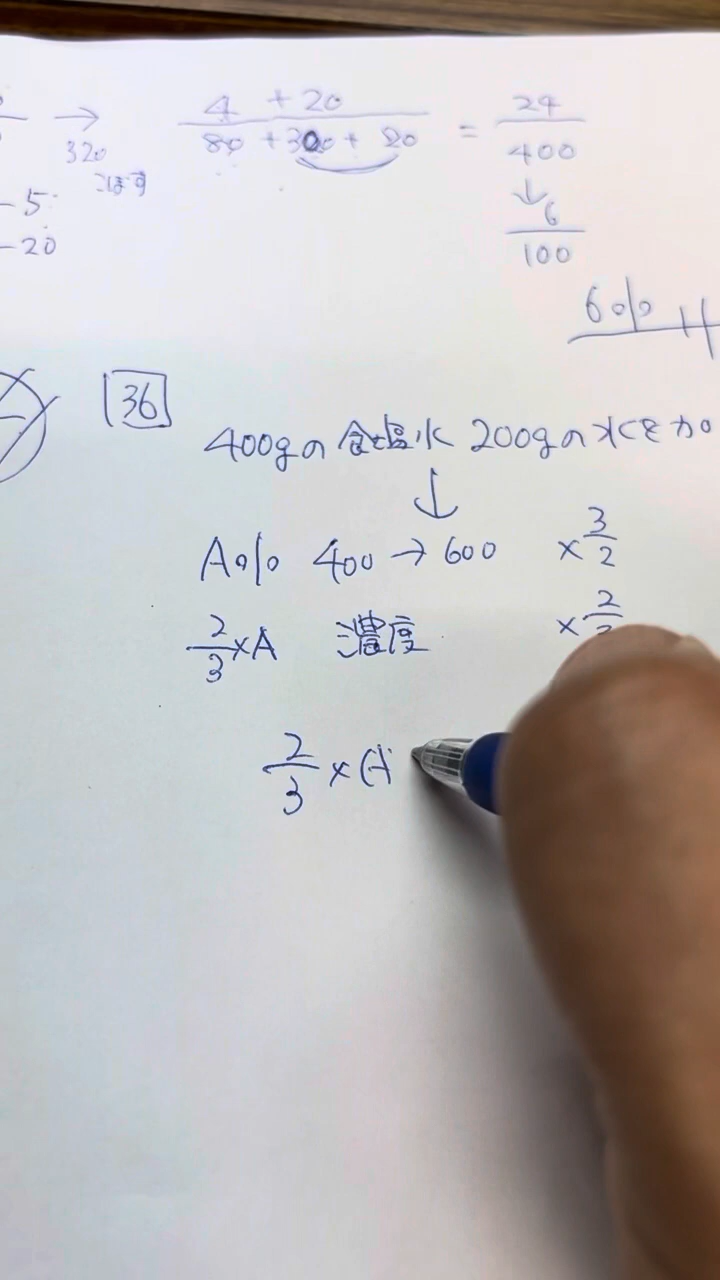 → 4 + 20 / 80 + 300 + 20 = 24 / 400
320
こぼす
-5
-20
↓
6 / 100
6%
36
400gの食塩水 200gの水を加
↓
A% 400 → 600 × 3/2
2/3 × A 濃度 × 2/
2/3 × (A